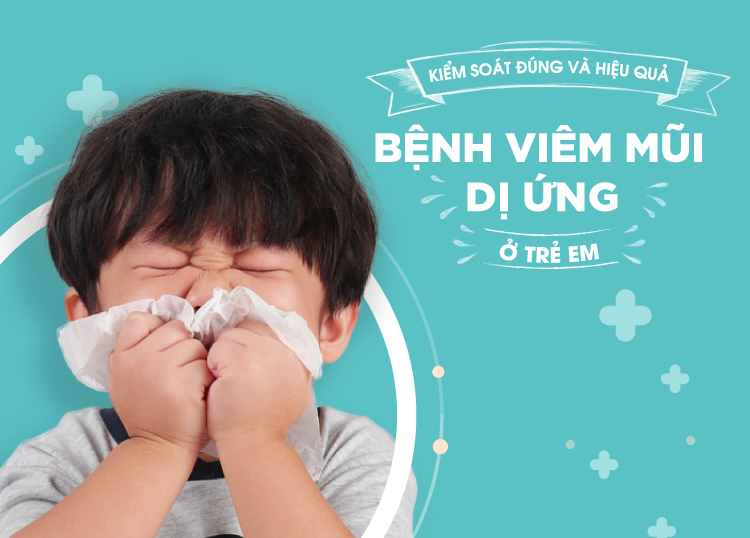 KIỂM SOÁT ĐÚNG VÀ HIỆU QUẢ
BỆNH VIÊM MŨI
DỊ ỨNG
Ở TRẺ EM